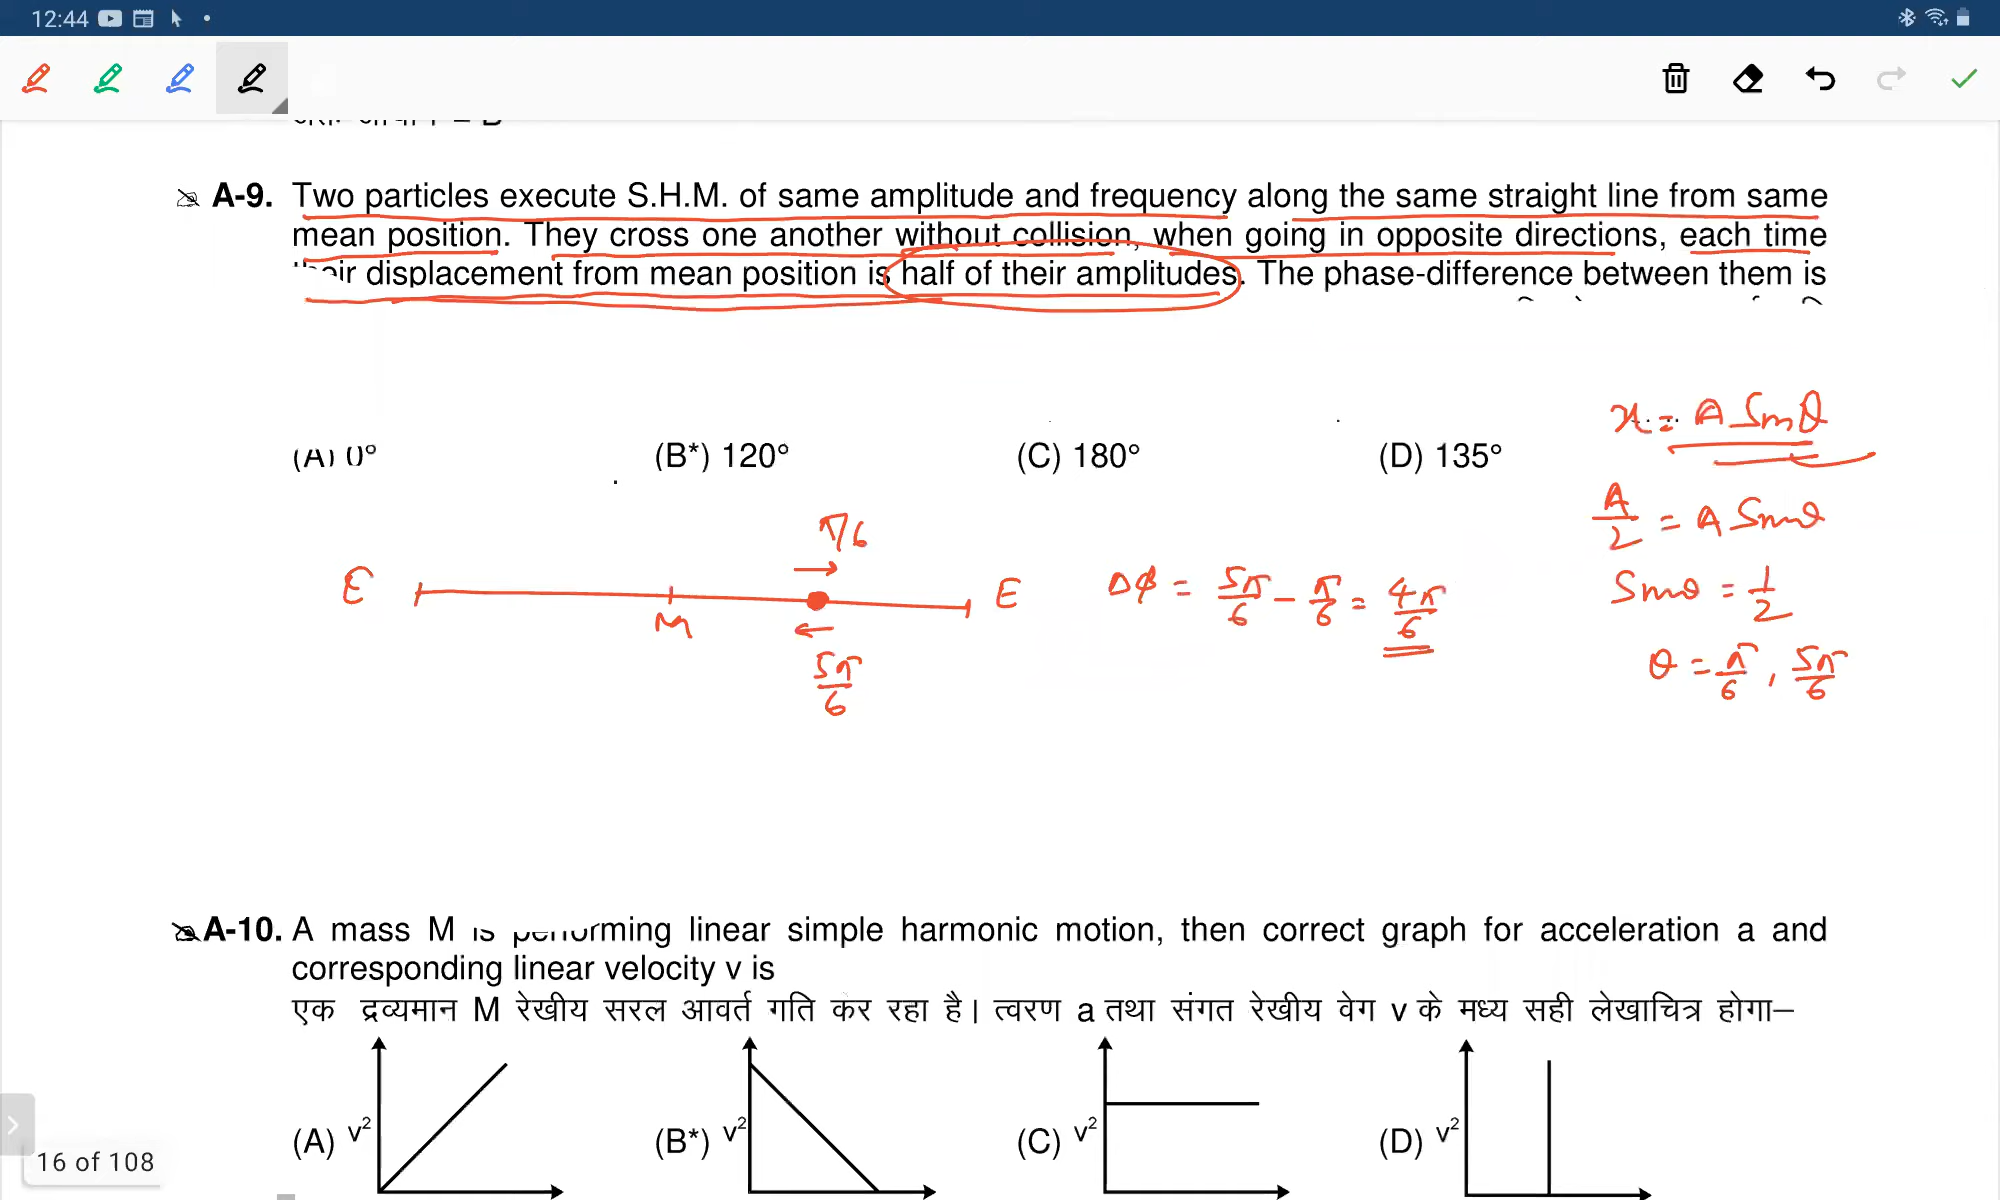 12:44
A-9. Two particles execute S.H.M. of same amplitude and frequency along the same straight line from same
mean position. They cross one another without collision, when going in opposite directions, each time
their displacement from mean position is half of their amplitudes. The phase-difference between them is
(A) 0° (B*) 120° (C) 180° (D) 135°
x = A Sinθ
A/2 = A Sinθ
Sinθ = 1/2
θ = π/6, 5π/6
π/6
E M E
5π/6
Δϕ = 5π/6 − π/6 = 4π/6
A-10. A mass M is performing linear simple harmonic motion, then correct graph for acceleration a and
corresponding linear velocity v is
एक द्रव्यमान M रेखीय सरल आवर्त गति कर रहा है। त्वरण a तथा संगत रेखीय वेग v के मध्य सही लेखाचित्र होगा–
(A) v² (B*) v² (C) v² (D) v²
16 of 108